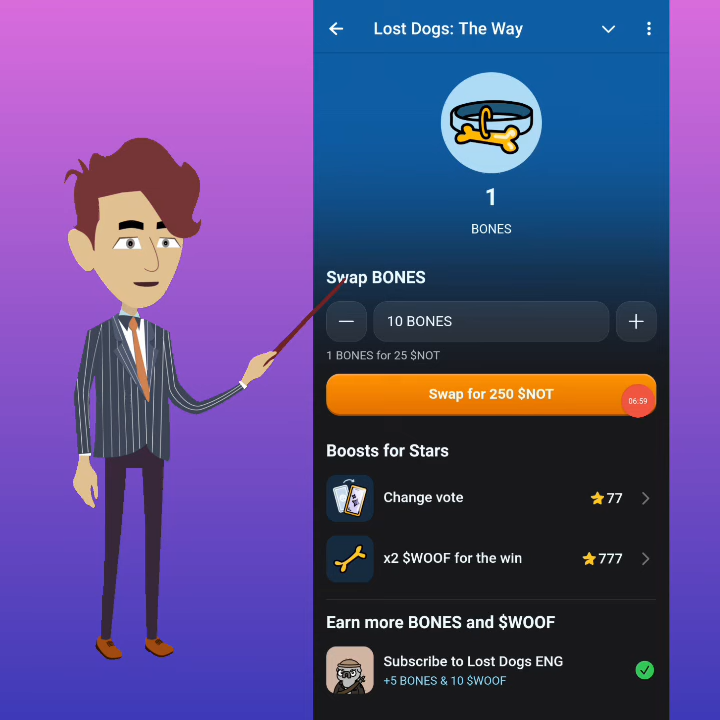 Lost Dogs: The Way
1
BONES
Swap BONES
10 BONES
1 BONES for 25 $NOT
Swap for 250 $NOT
06:59
Boosts for Stars
Change vote
77
x2 $WOOF for the win
777
Earn more BONES and $WOOF
Subscribe to Lost Dogs ENG
+5 BONES & 10 $WOOF